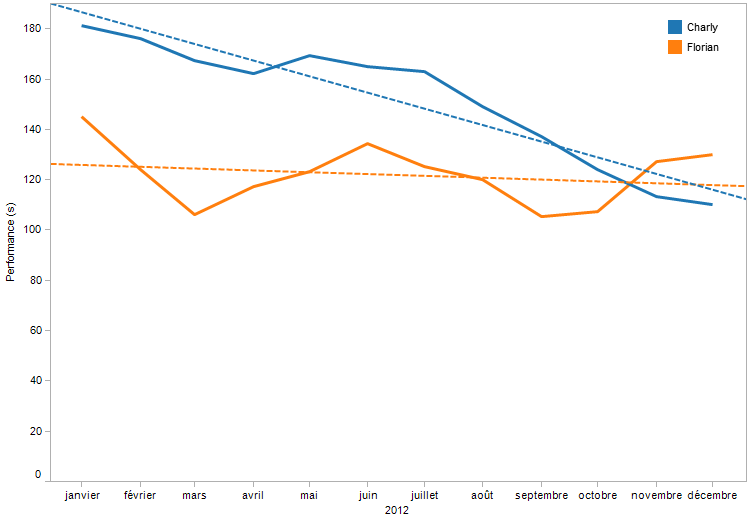 180
Charly
Florian
160
140
120
100
80
60
40
20
0
Performance (s)
janvier février mars avril mai juin juillet août septembre octobre novembre décembre
2012